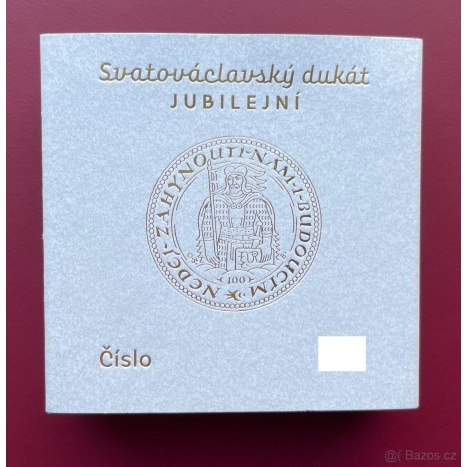 Svatováclavský dukát
JUBILEJNÍ
NEDEJ·ZAHYNOUTI·NÁM·I·BUDOUCÍM
100
Číslo
@( Bazos.cz